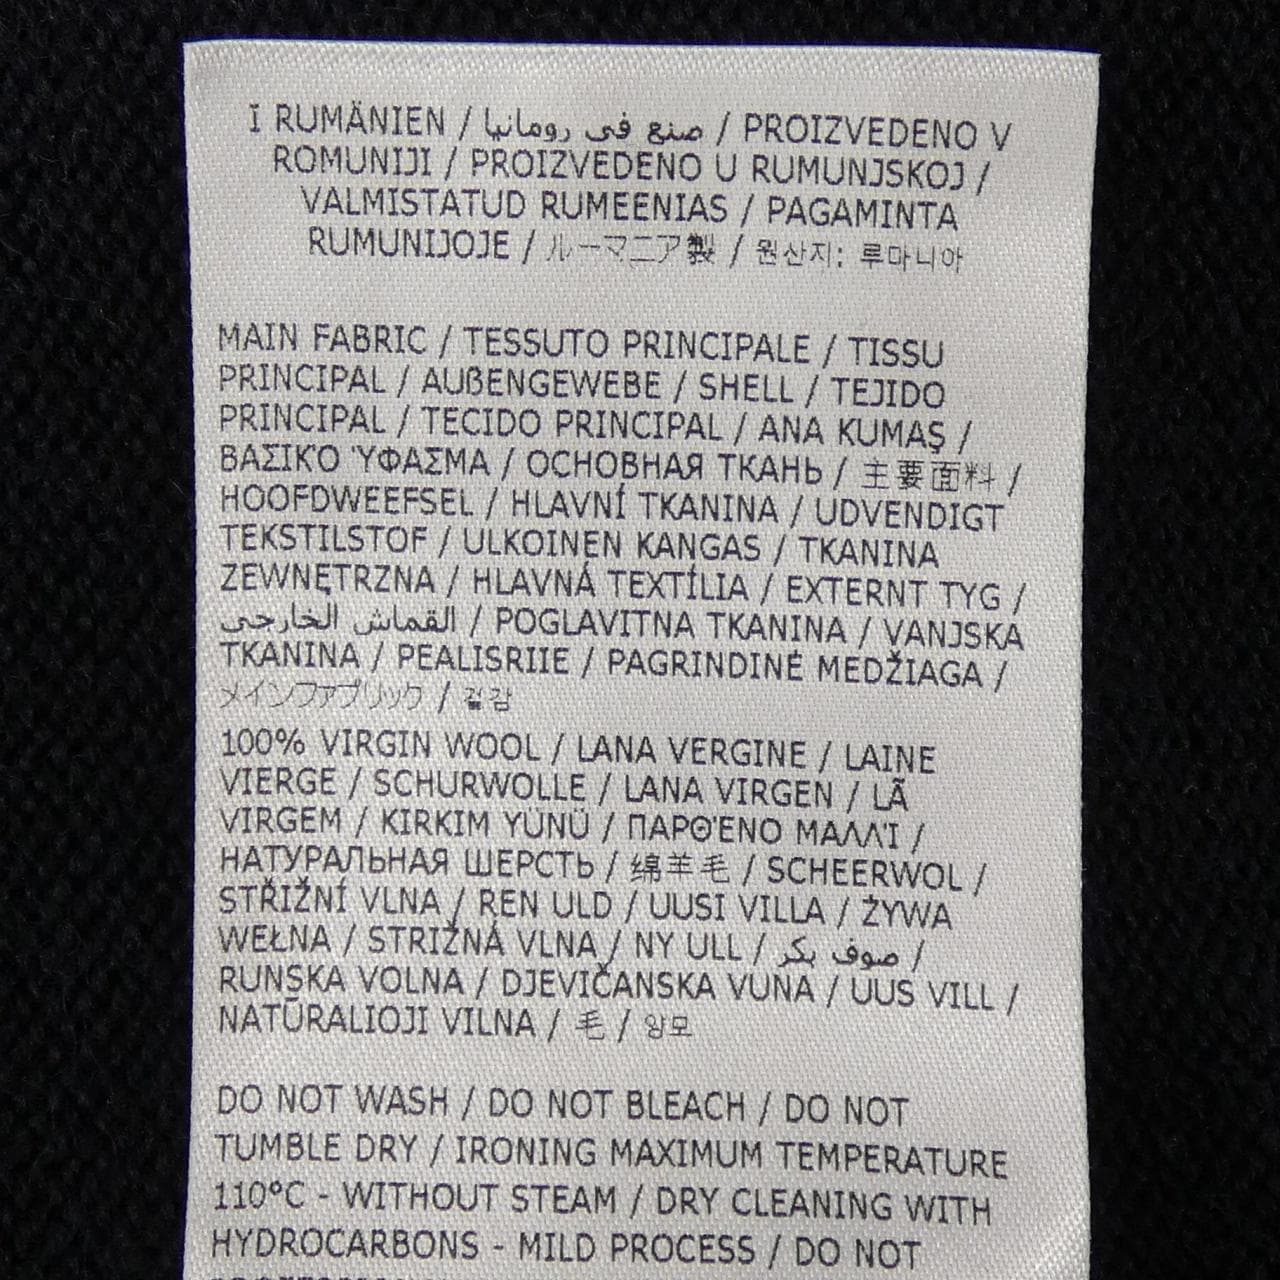 I RUMÄNIEN / صنع في رومانيا / PROIZVEDENO V
ROMUNIJI / PROIZVEDENO U RUMUNJSKOJ /
VALMISTATUD RUMEENIAS / PAGAMINTA
RUMUNIJOJE / ルーマニア製 / 원산지: 루마니아
MAIN FABRIC / TESSUTO PRINCIPALE / TISSU
PRINCIPAL / AUßENGEWEBE / SHELL / TEJIDO
PRINCIPAL / TECIDO PRINCIPAL / ANA KUMAŞ /
ΒΑΣΙΚΌ ΎΦΑΣΜΑ / ОСНОВНАЯ ТКАНЬ / 主要面料 /
HOOFDWEEFSEL / HLAVNÍ TKANINA / UDVENDIGT
TEKSTILSTOF / ULKOINEN KANGAS / TKANINA
ZEWNĘTRZNA / HLAVNÁ TEXTÍLIA / EXTERNT TYG /
القماش الخارجي / POGLAVITNA TKANINA / VANJSKA
TKANINA / PEALISRIIE / PAGRINDINĖ MEDŽIAGA /
メインファブリック / 겉감
100% VIRGIN WOOL / LANA VERGINE / LAINE
VIERGE / SCHURWOLLE / LANA VIRGEN / LÃ
VIRGEM / KIRKIM YÜNÜ / ΠΑΡΘΈΝΟ ΜΑΛΛΊ /
НАТУРАЛЬНАЯ ШЕРСТЬ / 绵羊毛 / SCHEERWOL /
STŘIŽNÍ VLNA / REN ULD / UUSI VILLA / ŻYWA
WEŁNA / STRIŽNÁ VLNA / NY ULL / صوف بكر /
RUNSKA VOLNA / DJEVIČANSKA VUNA / UUS VILL /
NATŪRALIOJI VILNA / 毛 / 양모
DO NOT WASH / DO NOT BLEACH / DO NOT
TUMBLE DRY / IRONING MAXIMUM TEMPERATURE
110°C - WITHOUT STEAM / DRY CLEANING WITH
HYDROCARBONS - MILD PROCESS / DO NOT